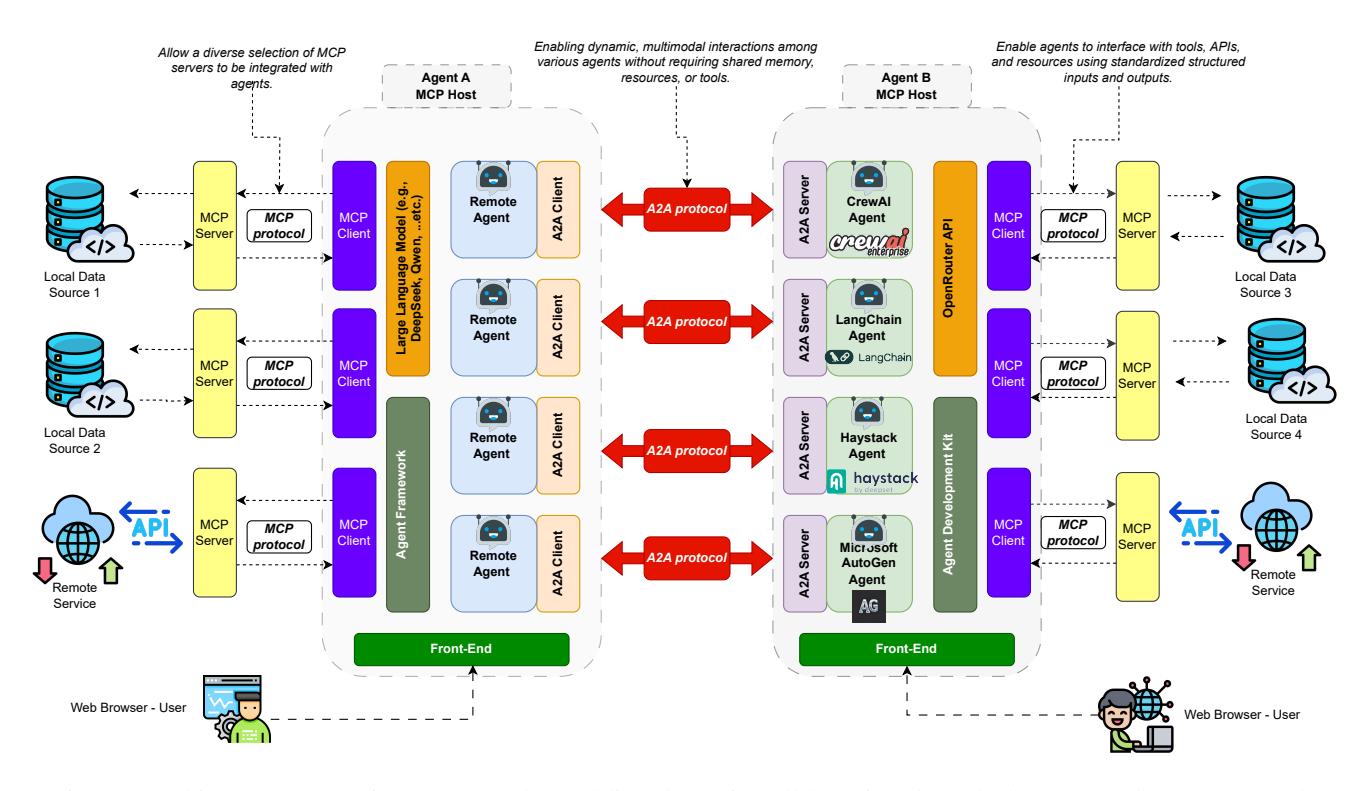 Allow a diverse selection of MCP
servers to be integrated with
agents.
Enabling dynamic, multimodal interactions among
various agents without requiring shared memory,
resources, or tools.
Enable agents to interface with tools, APIs,
and resources using standardized structured
inputs and outputs.
Agent A
MCP Host
Agent B
MCP Host
Local Data
Source 1
MCP
Server
MCP
protocol
MCP
Client
Local Data
Source 2
MCP
Server
MCP
protocol
MCP
Client
Remote
Service
API
MCP
Server
MCP
protocol
MCP
Client
Large Language Model (e.g.,
DeepSeek, Qwen, ...etc.)
Agent Framework
Remote
Agent
A2A Client
A2A protocol
A2A Server
CrewAI
Agent
crewai
enterprise
Remote
Agent
A2A Client
A2A protocol
A2A Server
LangChain
Agent
LangChain
Remote
Agent
A2A Client
A2A protocol
A2A Server
Haystack
Agent
haystack
by deepset
Remote
Agent
A2A Client
A2A protocol
A2A Server
Microsoft
AutoGen
Agent
AG
OpenRouter API
Agent Development Kit
MCP
Client
MCP
protocol
MCP
Server
Local Data
Source 3
MCP
Client
MCP
protocol
MCP
Server
Local Data
Source 4
MCP
Client
MCP
protocol
MCP
Server
API
Remote
Service
Front-End
Front-End
Web Browser - User
Web Browser - User